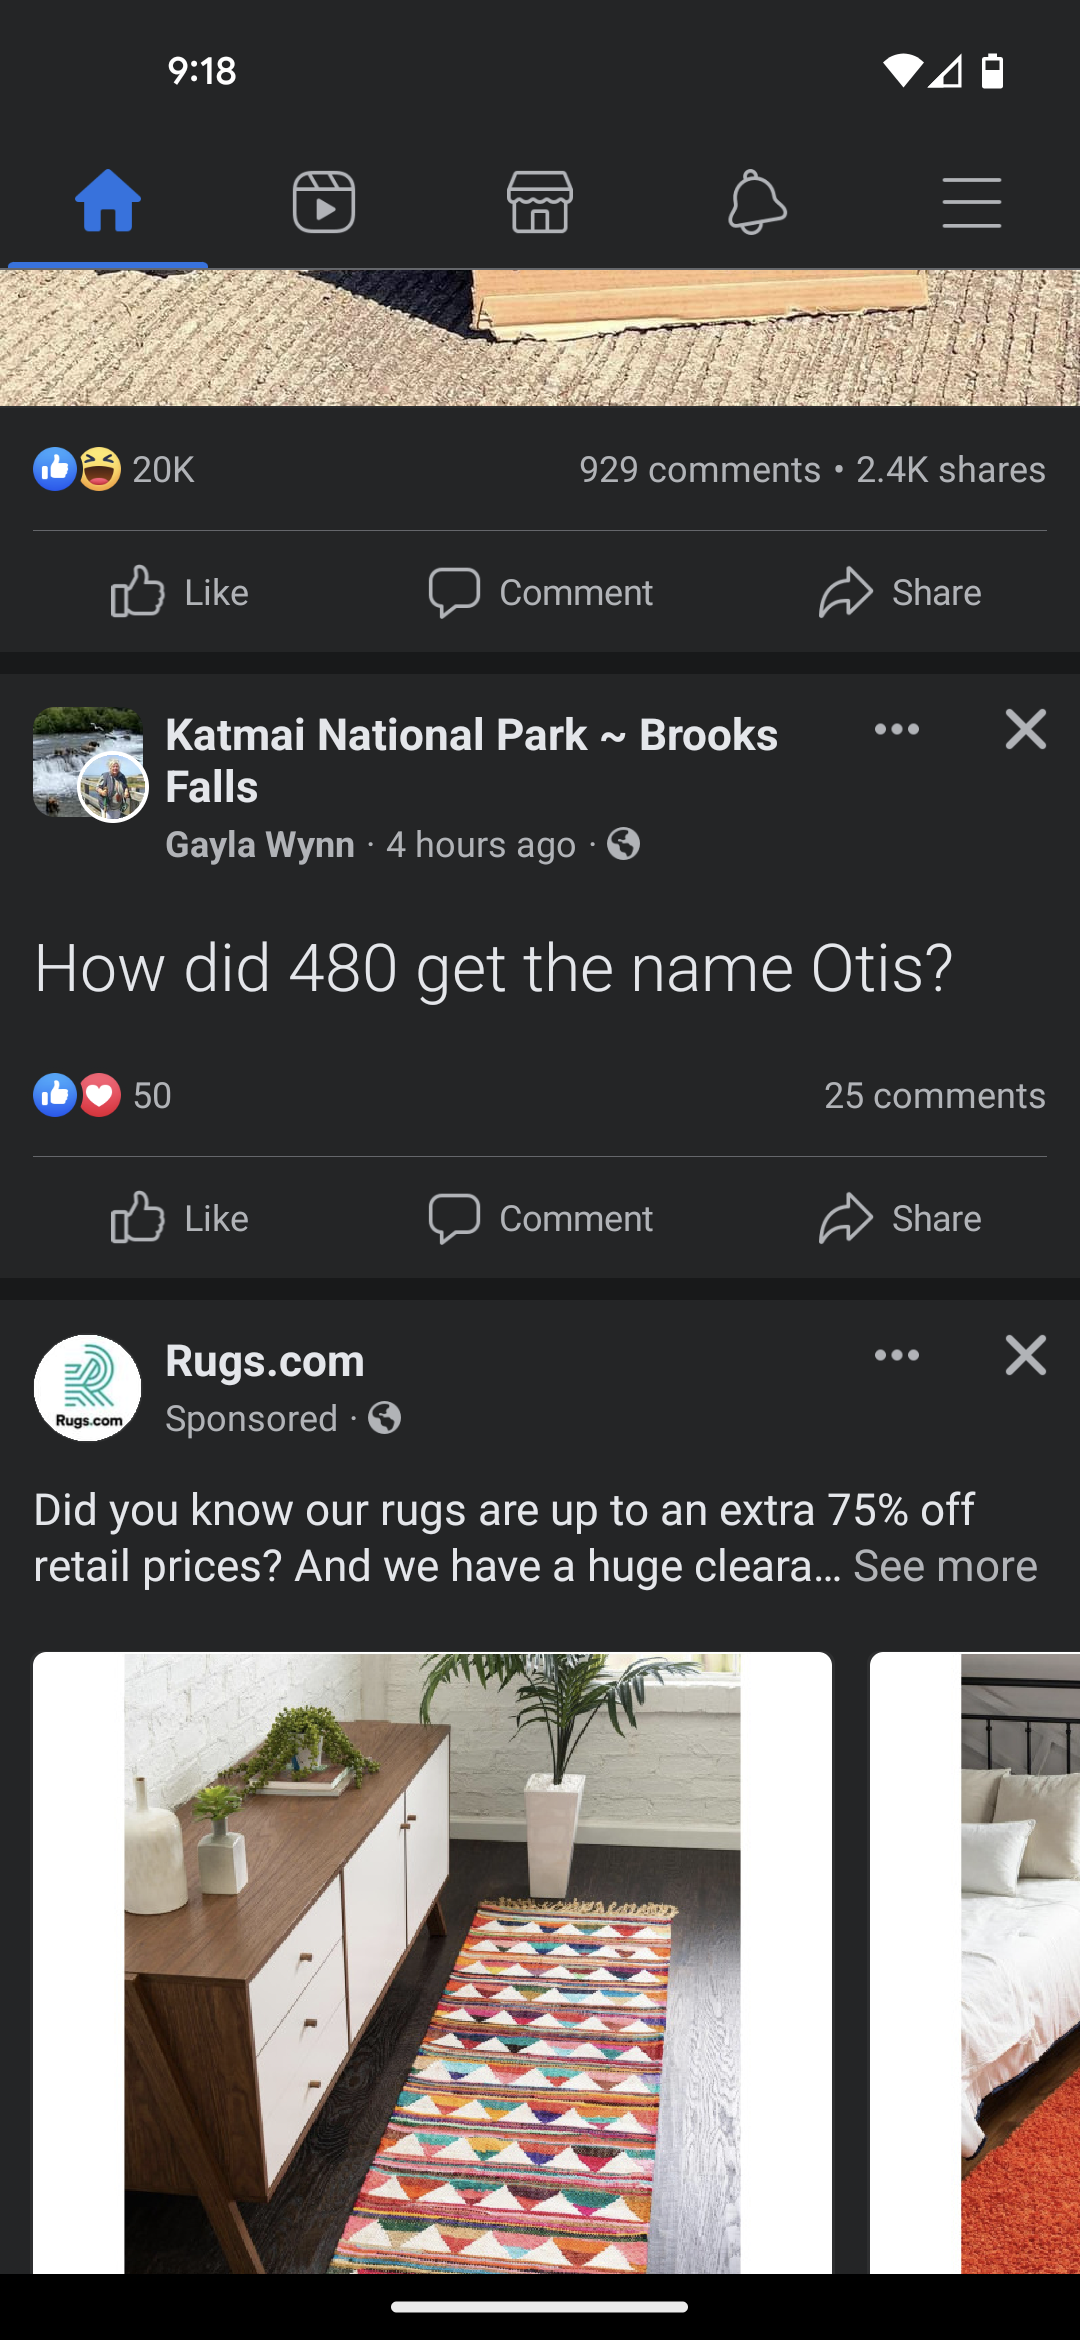 9:18
20K
929 comments • 2.4K shares
Like
Comment
Share
Katmai National Park ~ Brooks
Falls
Gayla Wynn · 4 hours ago ·
How did 480 get the name Otis?
50
25 comments
Like
Comment
Share
Rugs.com
Rugs.com
Sponsored ·
Did you know our rugs are up to an extra 75% off
retail prices? And we have a huge cleara... See more